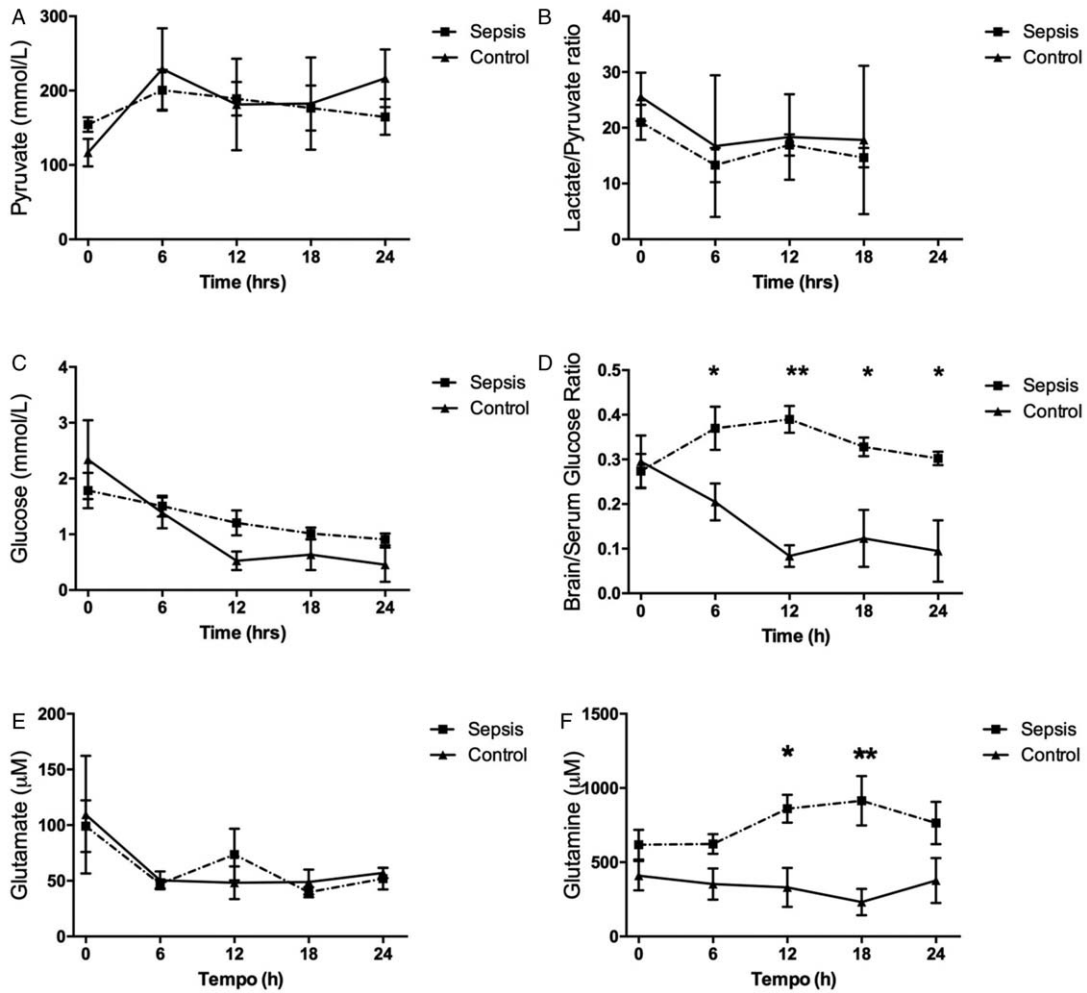 A
Pyruvate (mmol/L)
300
200
100
0
0 6 12 18 24
Time (hrs)
Sepsis
Control
B
Lactate/Pyruvate ratio
40
30
20
10
0
0 6 12 18 24
Time (hrs)
Sepsis
Control
C
Glucose (mmol/L)
4
3
2
1
0
0 6 12 18 24
Time (hrs)
Sepsis
Control
D
Brain/Serum Glucose Ratio
0.5
0.4
0.3
0.2
0.1
0.0
* ** * *
0 6 12 18 24
Time (h)
Sepsis
Control
E
Glutamate (μM)
200
150
100
50
0
0 6 12 18 24
Tempo (h)
Sepsis
Control
F
Glutamine (μM)
1500
1000
500
0
* **
0 6 12 18 24
Tempo (h)
Sepsis
Control